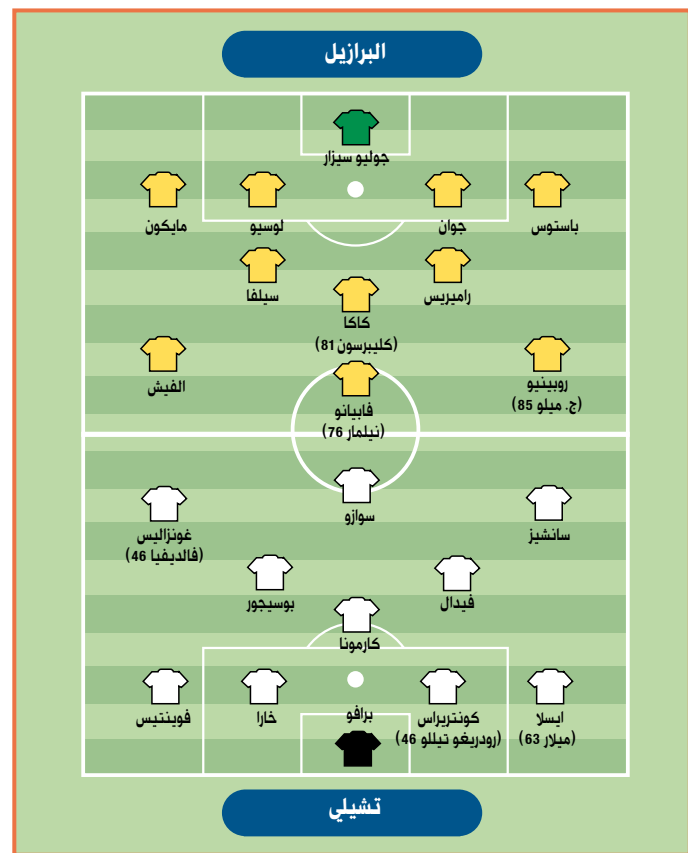 البرازيل
جوليو سيزار
باستوس
جوان
لوسيو
مايكون
راميريس
سيلفا
كاكا
(كليبرسون 81)
روبينيو
(ج. ميلو 85)
الفيش
فابيانو
(نيلمار 76)
سوازو
سانشيز
غونزاليس
(فالديفيا 46)
فيدال
بوسيجور
كارمونا
ايسلا
(ميلار 63)
كونتريراس
(رودريغو تيللو 46)
برافو
خارا
فوينتيس
تشيلي